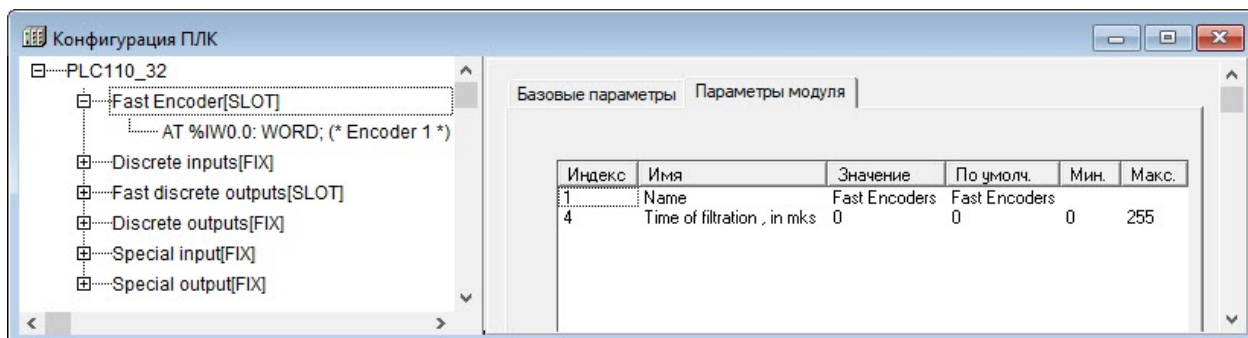 Конфигурация ПЛК
PLC110_32
Fast Encoder[SLOT]
AT %IW0.0: WORD; (* Encoder 1 *)
Discrete inputs[FIX]
Fast discrete outputs[SLOT]
Discrete outputs[FIX]
Special input[FIX]
Special output[FIX]
Базовые параметры Параметры модуля
Индекс Имя Значение По умолч. Мин. Макс.
1 Name Fast Encoders Fast Encoders
4 Time of filtration , in mks 0 0 0 255